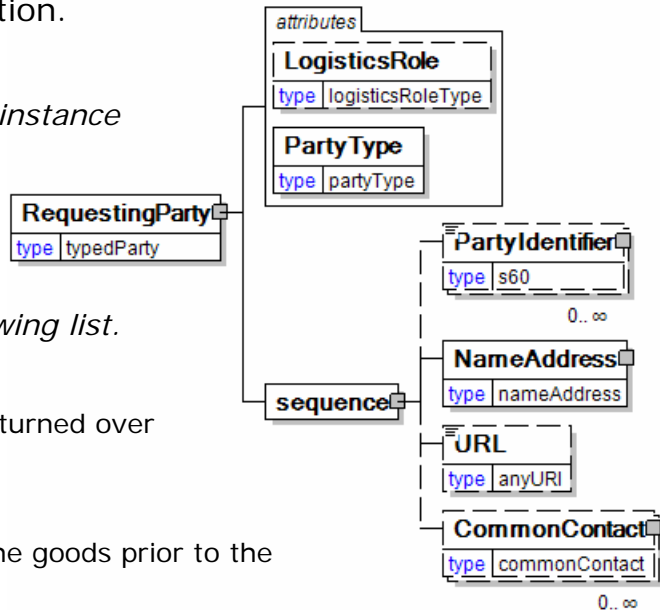 tion.
instance
wing list.
turned over
ne goods prior to the
attributes
LogisticsRole
type logisticsRoleType
PartyType
type partyType
RequestingParty
type typedParty
sequence
PartyIdentifier
type s60
0.. ∞
NameAddress
type nameAddress
URL
type anyURI
CommonContact
type commonContact
0.. ∞